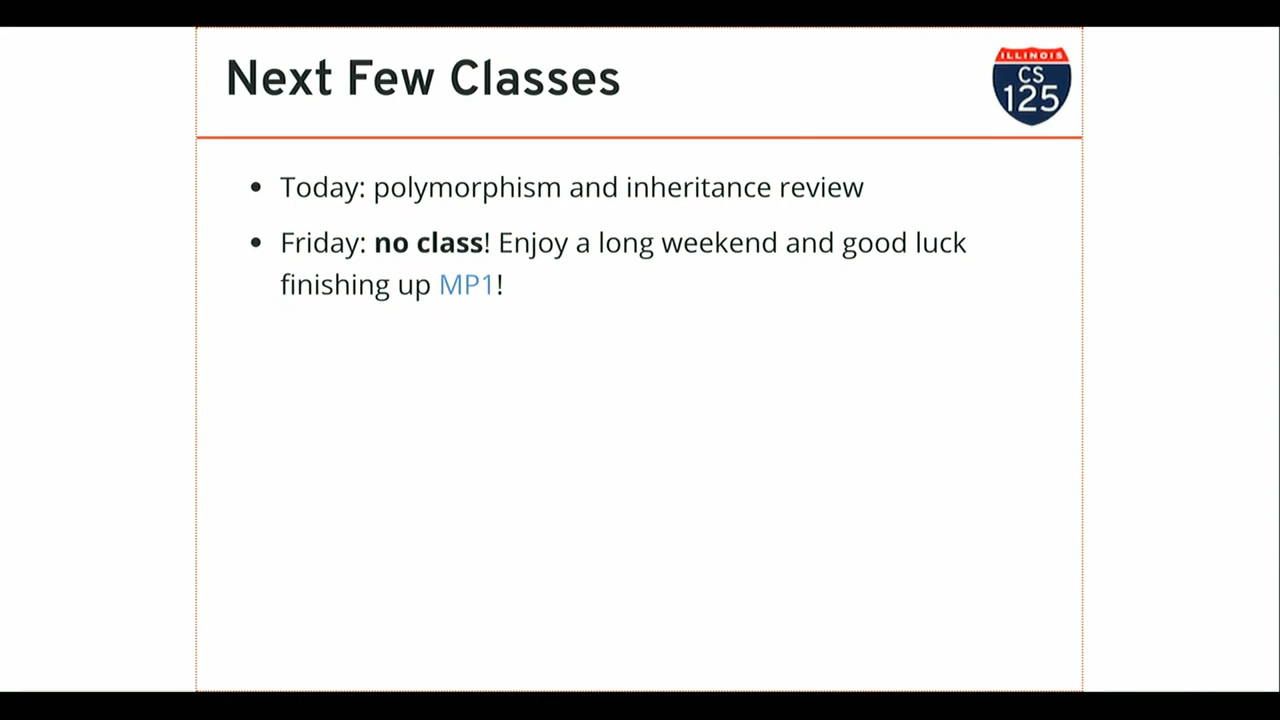 Next Few Classes
ILLINOIS
CS
125
Today: polymorphism and inheritance review
Friday: no class! Enjoy a long weekend and good luck
finishing up MP1!